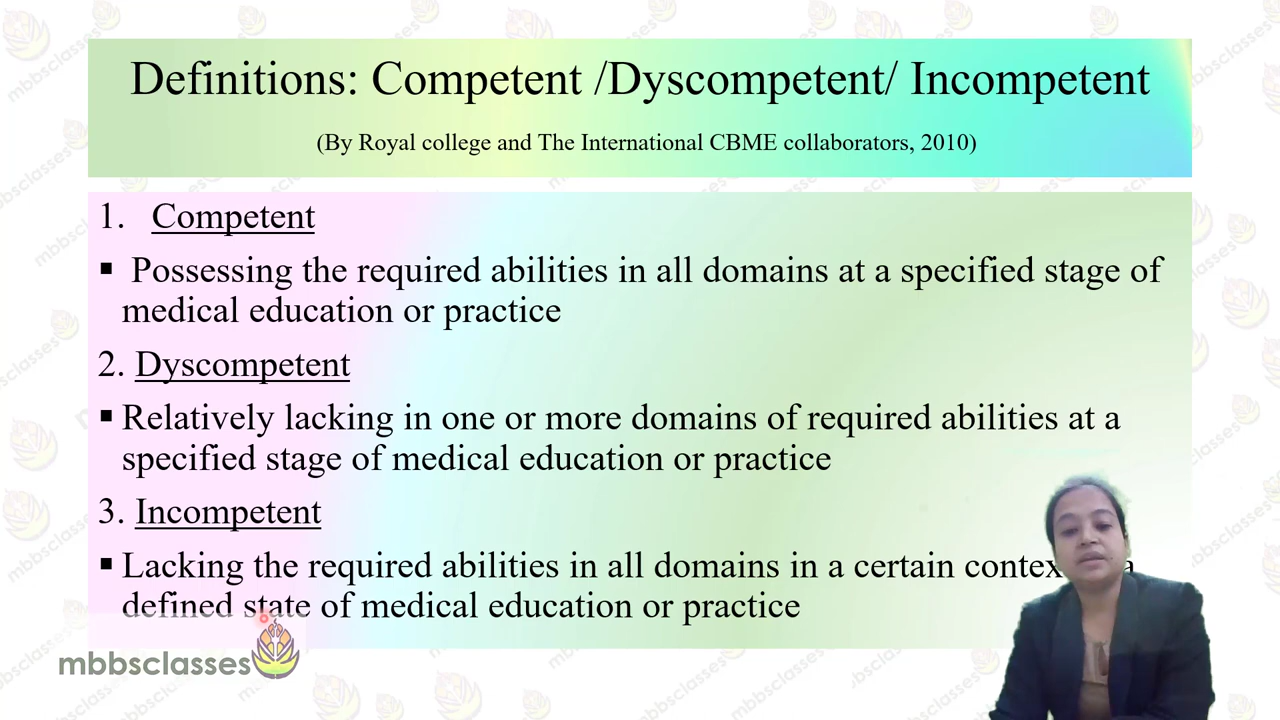 Definitions: Competent /Dyscompetent/ Incompetent
(By Royal college and The International CBME collaborators, 2010)
1. Competent
▪ Possessing the required abilities in all domains at a specified stage of
medical education or practice
2. Dyscompetent
▪ Relatively lacking in one or more domains of required abilities at a
specified stage of medical education or practice
3. Incompetent
▪ Lacking the required abilities in all domains in a certain
defined state of medical education or practice
mbbsclasses